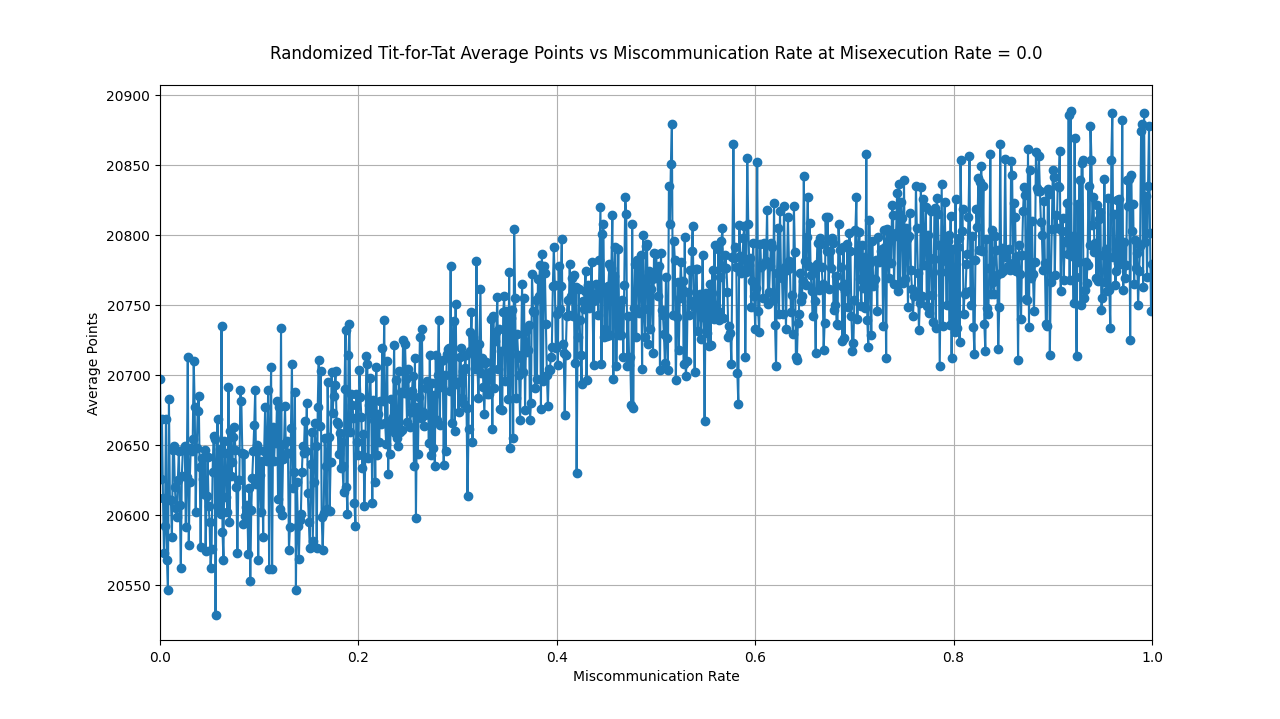 Randomized Tit-for-Tat Average Points vs Miscommunication Rate at Misexecution Rate = 0.0
20900
20850
20800
20750
20700
20650
20600
20550
Average Points
0.0 0.2 0.4 0.6 0.8 1.0
Miscommunication Rate